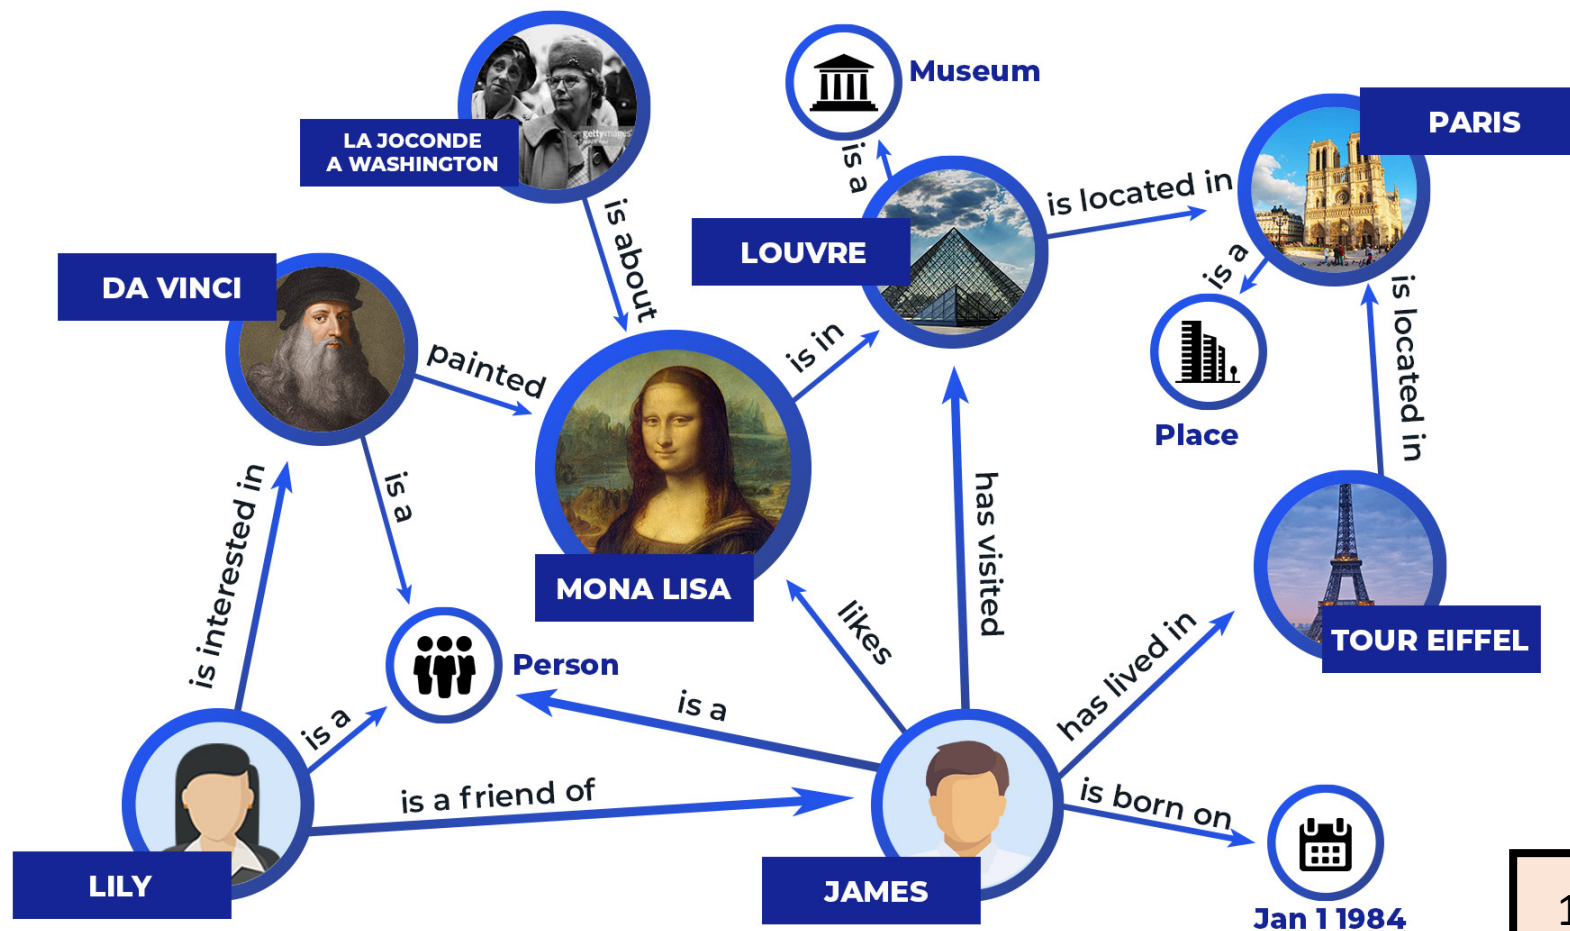 Museum
PARIS
LA JOCONDE
A WASHINGTON
gettyimages
is a
is located in
is about
LOUVRE
is a
DA VINCI
is located in
painted
is in
Place
is a
has visited
is interested in
MONA LISA
likes
has lived in
TOUR EIFFEL
Person
is a
is a
is a friend of
is born on
LILY
JAMES
Jan 1 1984
1